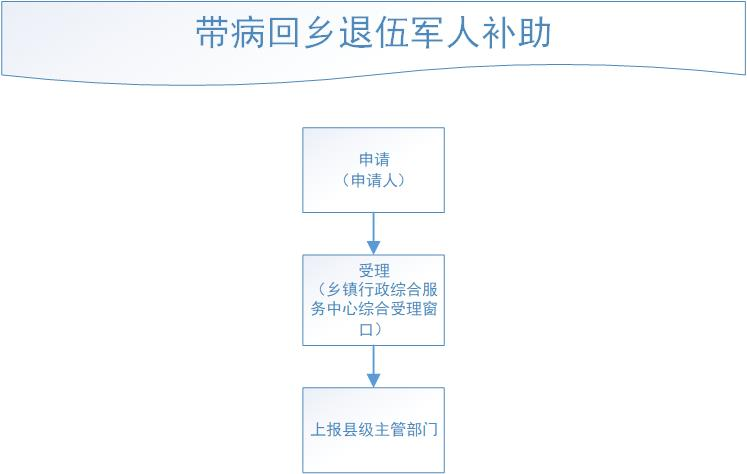 带病回乡退伍军人补助
申请
（申请人）
受理
（乡镇行政综合服
务中心综合受理窗
口）
上报县级主管部门